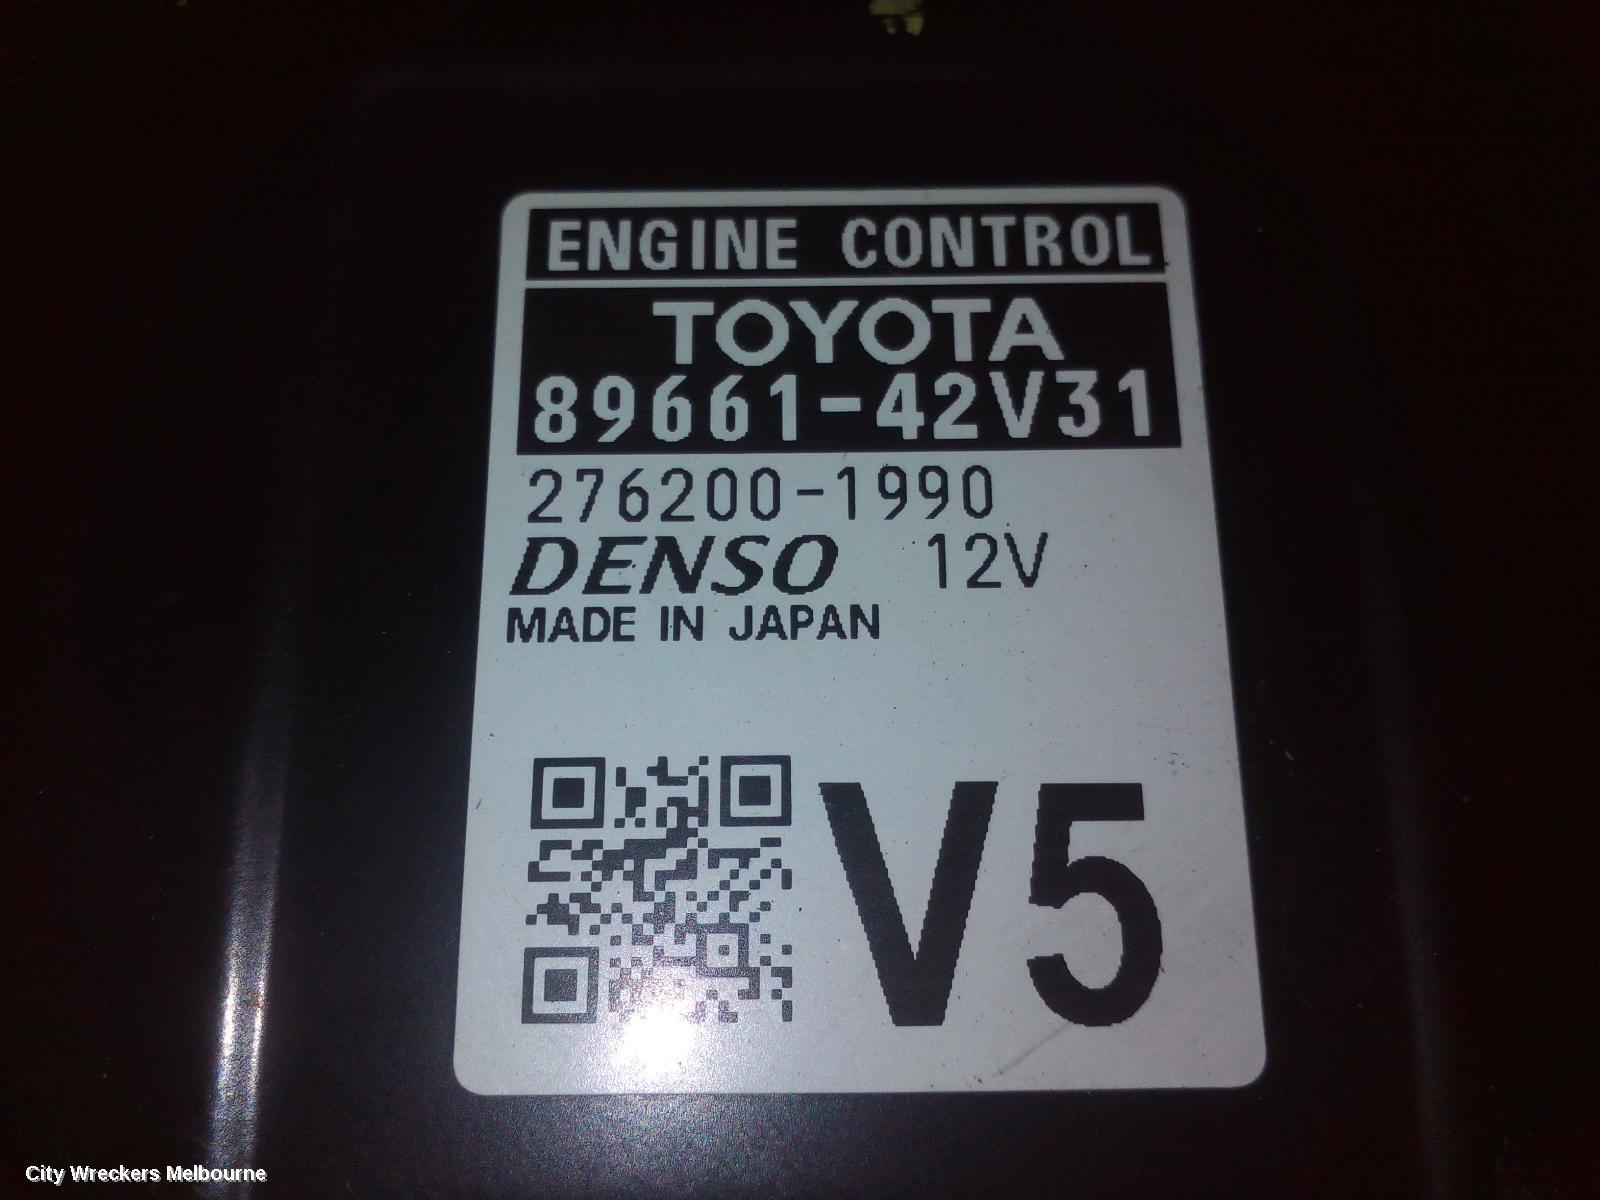 ENGINE CONTROL
TOYOTA
89661-42V31
276200-1990
DENSO 12V
MADE IN JAPAN
V5
City Wreckers Melbourne